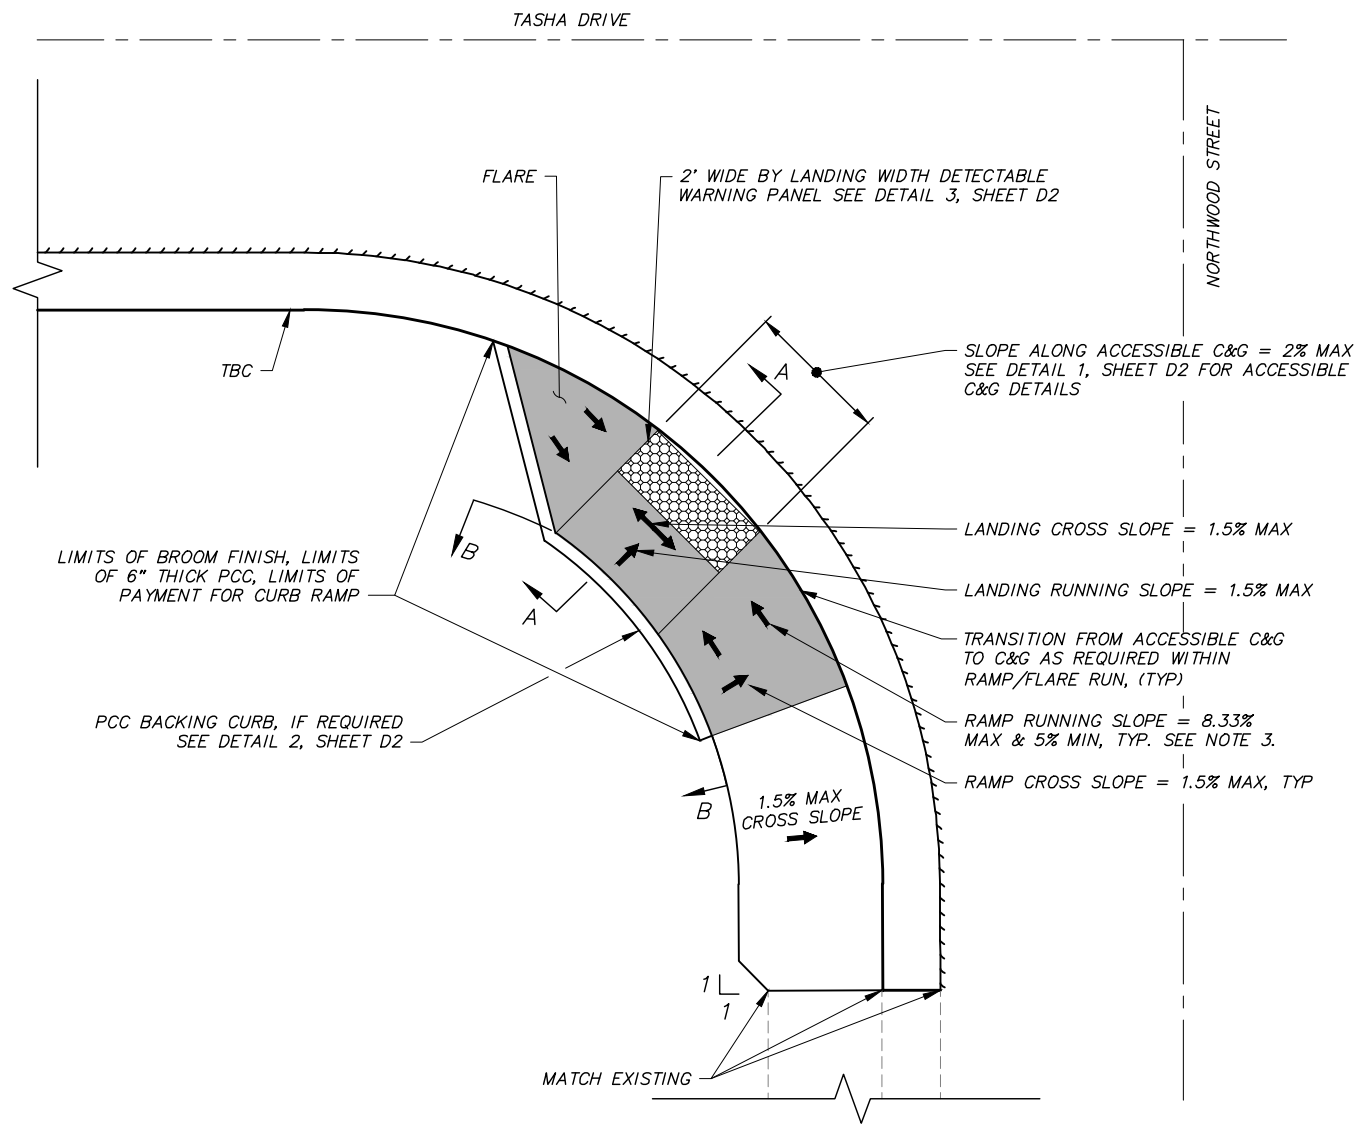 TASHA DRIVE
NORTHWOOD STREET
FLARE
2' WIDE BY LANDING WIDTH DETECTABLE
WARNING PANEL SEE DETAIL 3, SHEET D2
SLOPE ALONG ACCESSIBLE C&G = 2% MAX
SEE DETAIL 1, SHEET D2 FOR ACCESSIBLE
C&G DETAILS
TBC
A
LANDING CROSS SLOPE = 1.5% MAX
B
LIMITS OF BROOM FINISH, LIMITS
OF 6" THICK PCC, LIMITS OF
PAYMENT FOR CURB RAMP
LANDING RUNNING SLOPE = 1.5% MAX
A
TRANSITION FROM ACCESSIBLE C&G
TO C&G AS REQUIRED WITHIN
RAMP/FLARE RUN, (TYP)
PCC BACKING CURB, IF REQUIRED
SEE DETAIL 2, SHEET D2
RAMP RUNNING SLOPE = 8.33%
MAX & 5% MIN, TYP. SEE NOTE 3.
RAMP CROSS SLOPE = 1.5% MAX, TYP
B
1.5% MAX
CROSS SLOPE
1
1
MATCH EXISTING